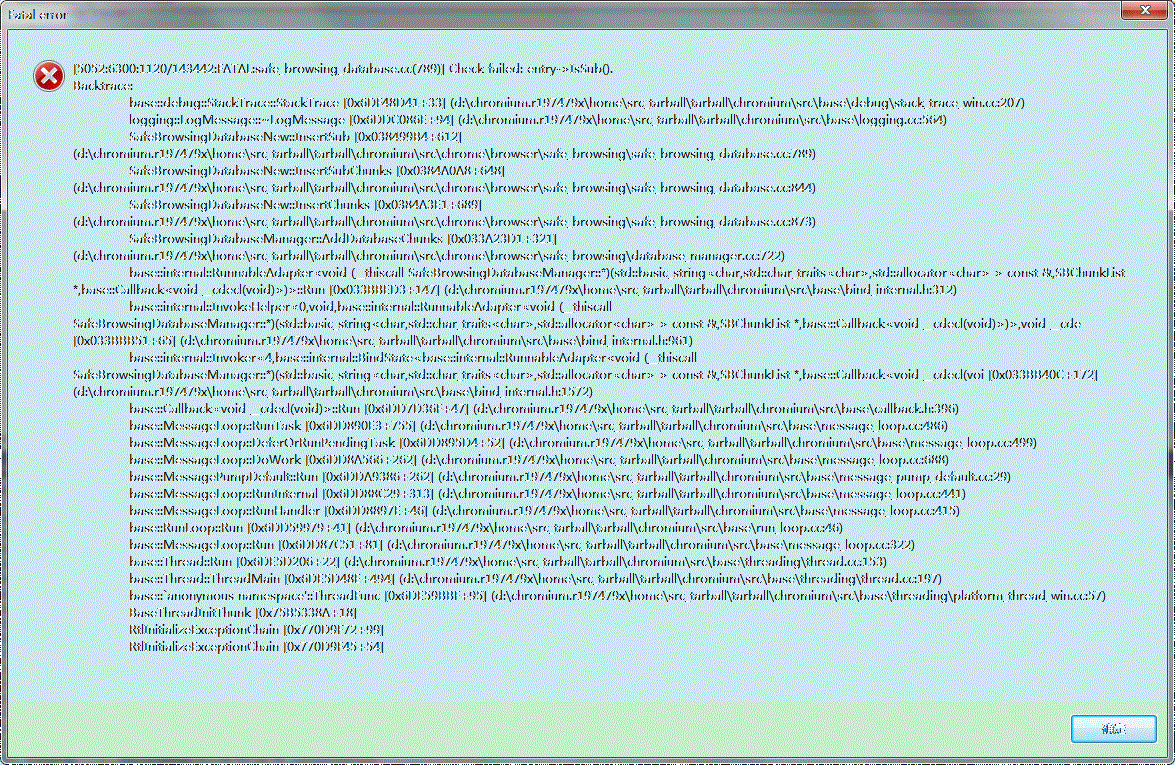 Fatal error
[5052:6300:1120/143442:FATAL:safe_browsing_database.cc(789)] Check failed: entry->IsSub().
Backtrace:
base::debug::StackTrace::StackTrace [0x6DF48D41+33] (d:\chromium.r197479x\home\src_tarball\tarball\chromium\src\base\debug\stack_trace_win.cc:207)
logging::LogMessage::~LogMessage [0x6DDC086E+94] (d:\chromium.r197479x\home\src_tarball\tarball\chromium\src\base\logging.cc:564)
SafeBrowsingDatabaseNew::InsertSub [0x038499B4+612]
(d:\chromium.r197479x\home\src_tarball\tarball\chromium\src\chrome\browser\safe_browsing\safe_browsing_database.cc:789)
SafeBrowsingDatabaseNew::InsertSubChunks [0x0384A0A8+648]
(d:\chromium.r197479x\home\src_tarball\tarball\chromium\src\chrome\browser\safe_browsing\safe_browsing_database.cc:844)
SafeBrowsingDatabaseNew::InsertChunks [0x0384A3E1+689]
(d:\chromium.r197479x\home\src_tarball\tarball\chromium\src\chrome\browser\safe_browsing\safe_browsing_database.cc:873)
SafeBrowsingDatabaseManager::AddDatabaseChunks [0x033A23D1+321]
(d:\chromium.r197479x\home\src_tarball\tarball\chromium\src\chrome\browser\safe_browsing\database_manager.cc:722)
base::internal::RunnableAdapter<void (__thiscall SafeBrowsingDatabaseManager::*)(std::basic_string<char,std::char_traits<char>,std::allocator<char> > const &,SBChunkList
*,base::Callback<void __cdecl(void)>)>::Run [0x033BBED3+147] (d:\chromium.r197479x\home\src_tarball\tarball\chromium\src\base\bind_internal.h:312)
base::internal::InvokeHelper<0,void,base::internal::RunnableAdapter<void (__thiscall
SafeBrowsingDatabaseManager::*)(std::basic_string<char,std::char_traits<char>,std::allocator<char> > const &,SBChunkList *,base::Callback<void __cdecl(void)>)>,void __cde
[0x033BBB51+65] (d:\chromium.r197479x\home\src_tarball\tarball\chromium\src\base\bind_internal.h:961)
base::internal::Invoker<4,base::internal::BindState<base::internal::RunnableAdapter<void (__thiscall
SafeBrowsingDatabaseManager::*)(std::basic_string<char,std::char_traits<char>,std::allocator<char> > const &,SBChunkList *,base::Callback<void __cdecl(voi [0x033BB40C+172]
(d:\chromium.r197479x\home\src_tarball\tarball\chromium\src\base\bind_internal.h:1572)
base::Callback<void __cdecl(void)>::Run [0x6DD7D36F+47] (d:\chromium.r197479x\home\src_tarball\tarball\chromium\src\base\callback.h:396)
base::MessageLoop::RunTask [0x6DD890F3+755] (d:\chromium.r197479x\home\src_tarball\tarball\chromium\src\base\message_loop.cc:486)
base::MessageLoop::DeferOrRunPendingTask [0x6DD895D4+52] (d:\chromium.r197479x\home\src_tarball\tarball\chromium\src\base\message_loop.cc:499)
base::MessageLoop::DoWork [0x6DD8A566+262] (d:\chromium.r197479x\home\src_tarball\tarball\chromium\src\base\message_loop.cc:688)
base::MessagePumpDefault::Run [0x6DDA9386+262] (d:\chromium.r197479x\home\src_tarball\tarball\chromium\src\base\message_pump_default.cc:29)
base::MessageLoop::RunInternal [0x6DD88C29+313] (d:\chromium.r197479x\home\src_tarball\tarball\chromium\src\base\message_loop.cc:441)
base::MessageLoop::RunHandler [0x6DD8897E+46] (d:\chromium.r197479x\home\src_tarball\tarball\chromium\src\base\message_loop.cc:415)
base::RunLoop::Run [0x6DD59979+41] (d:\chromium.r197479x\home\src_tarball\tarball\chromium\src\base\run_loop.cc:46)
base::MessageLoop::Run [0x6DD87C51+81] (d:\chromium.r197479x\home\src_tarball\tarball\chromium\src\base\message_loop.cc:322)
base::Thread::Run [0x6DE5D206+22] (d:\chromium.r197479x\home\src_tarball\tarball\chromium\src\base\threading\thread.cc:153)
base::Thread::ThreadMain [0x6DE5D48E+494] (d:\chromium.r197479x\home\src_tarball\tarball\chromium\src\base\threading\thread.cc:197)
base::`anonymous namespace'::ThreadFunc [0x6DE59BBF+95] (d:\chromium.r197479x\home\src_tarball\tarball\chromium\src\base\threading\platform_thread_win.cc:57)
BaseThreadInitThunk [0x75B5338A+18]
RtlInitializeExceptionChain [0x770D9F72+99]
RtlInitializeExceptionChain [0x770D9F45+54]
确定